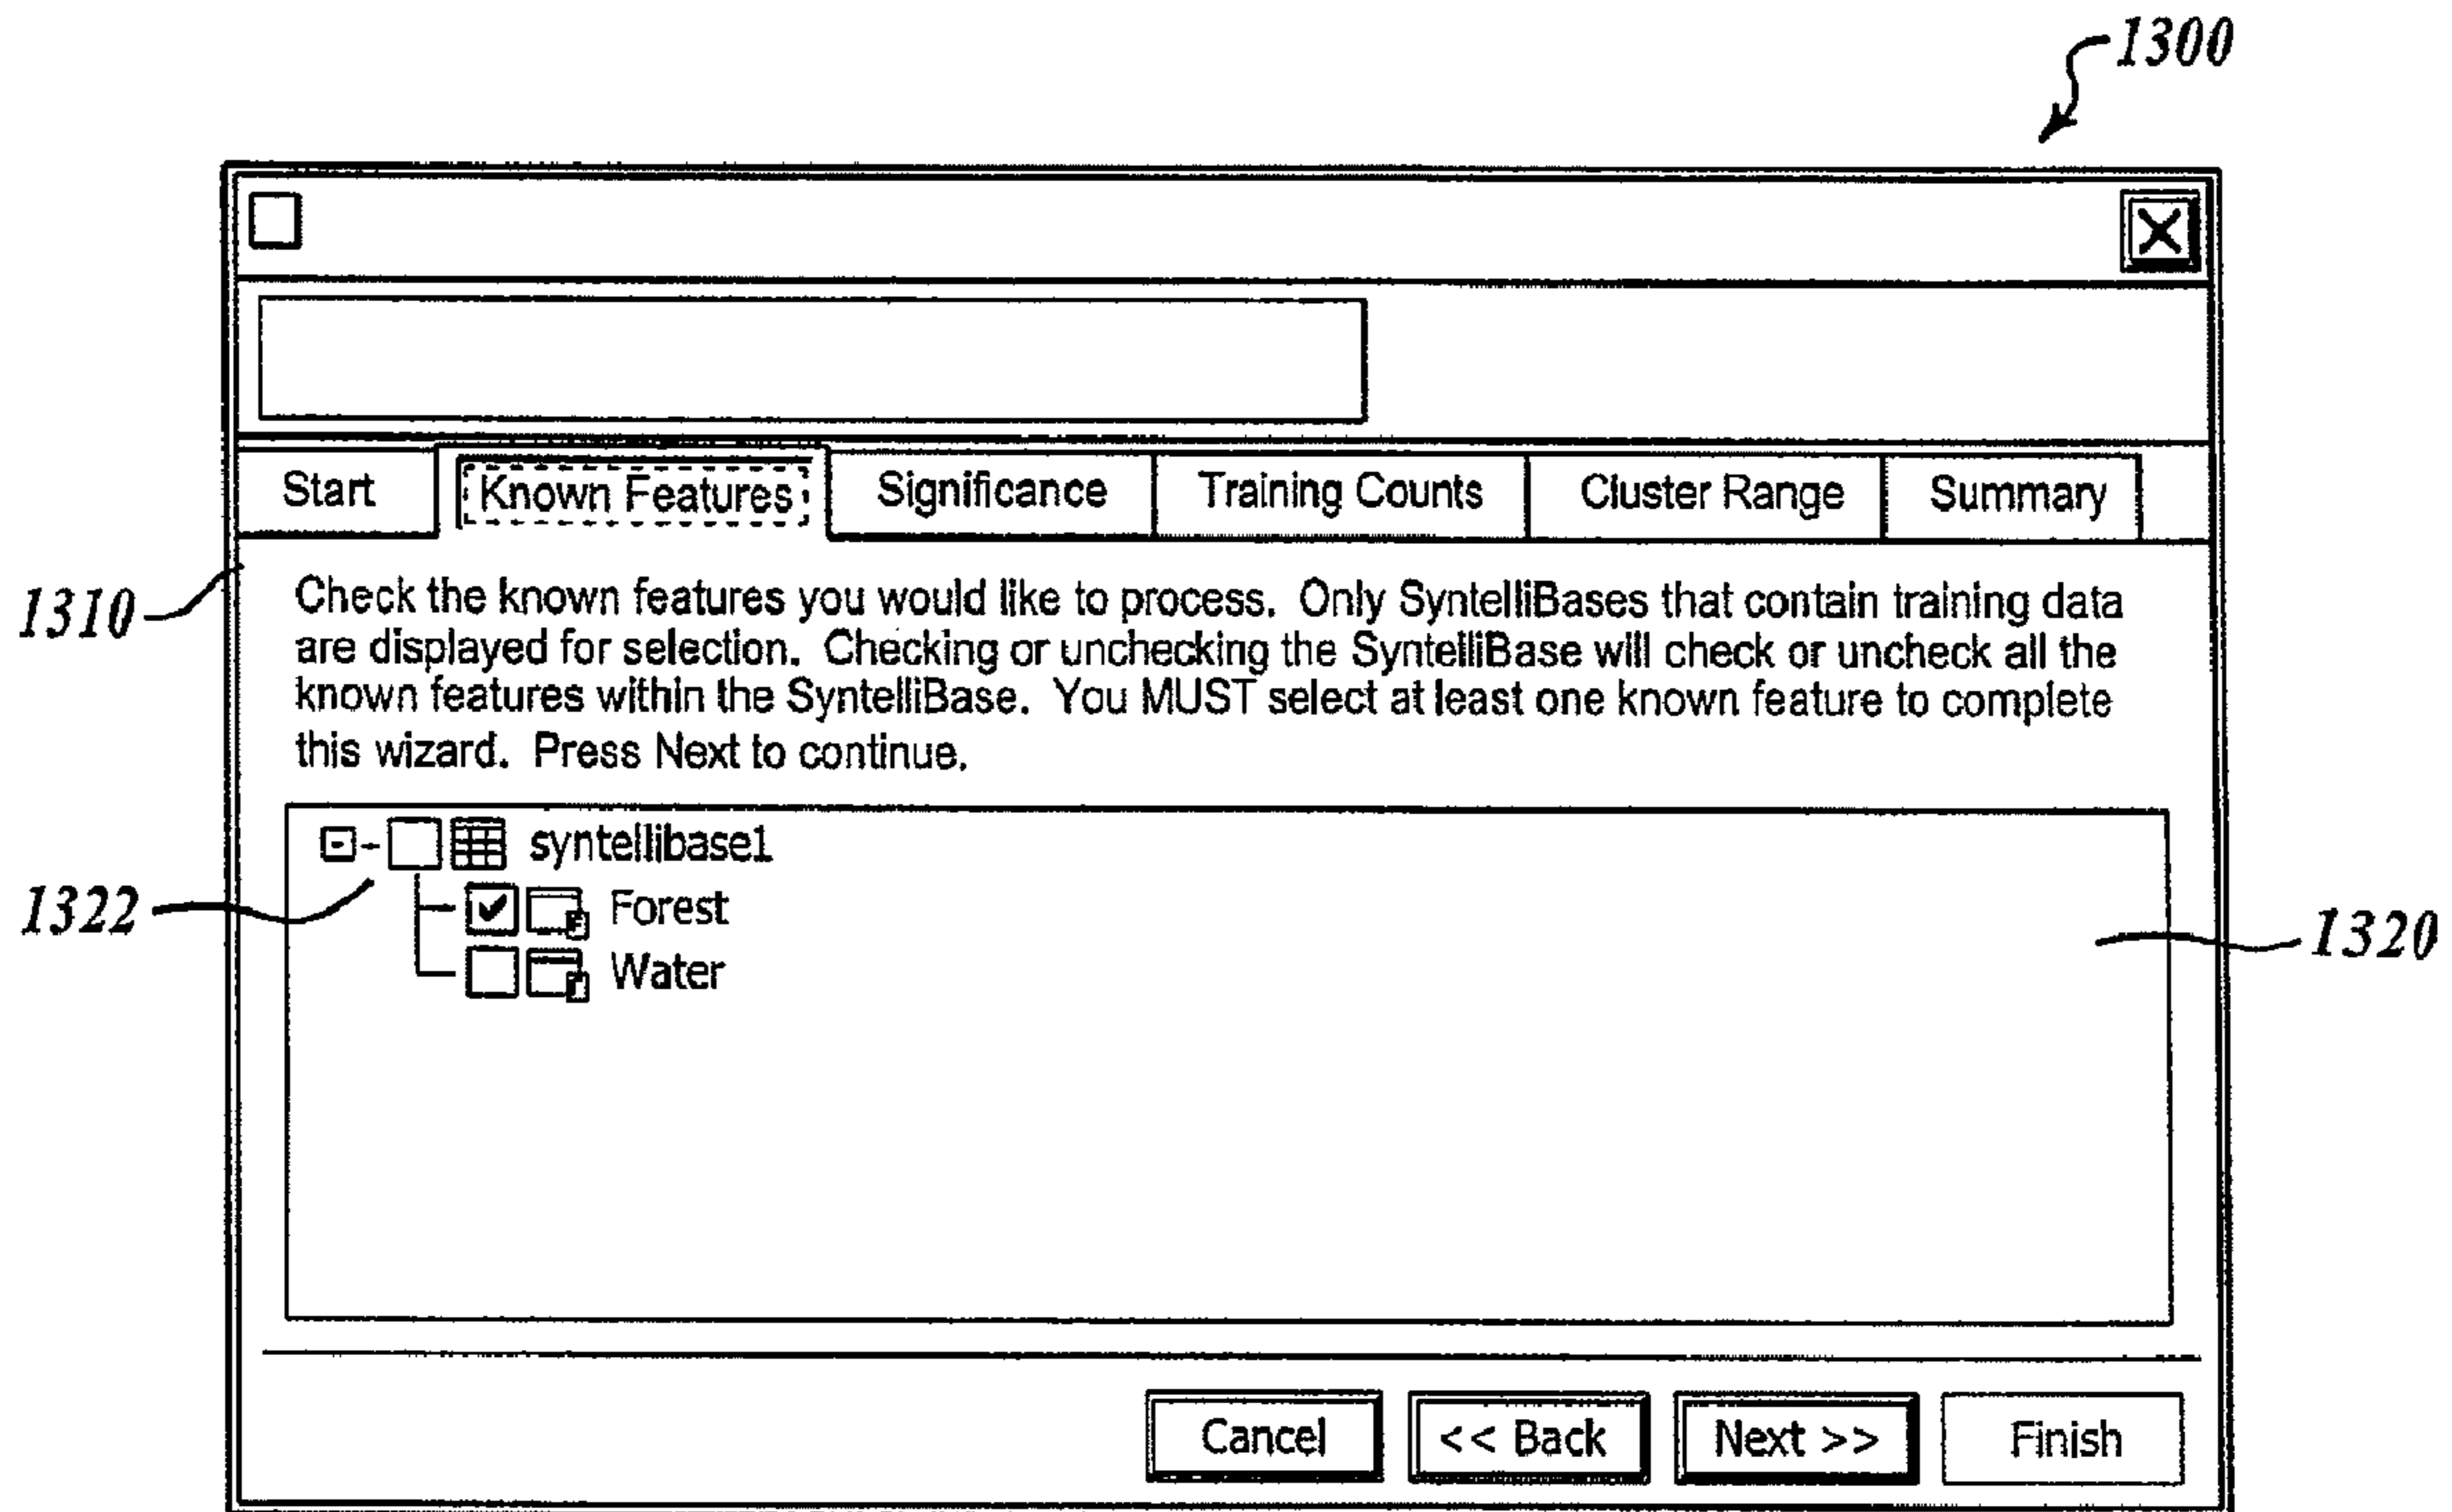 1300
Start Known Features Significance Training Counts Cluster Range Summary
1310
Check the known features you would like to process. Only SyntelliBases that contain training data
are displayed for selection. Checking or unchecking the SyntelliBase will check or uncheck all the
known features within the SyntelliBase. You MUST select at least one known feature to complete
this wizard. Press Next to continue.
syntellibase1
1322
Forest
1320
Water
Cancel << Back Next >> Finish